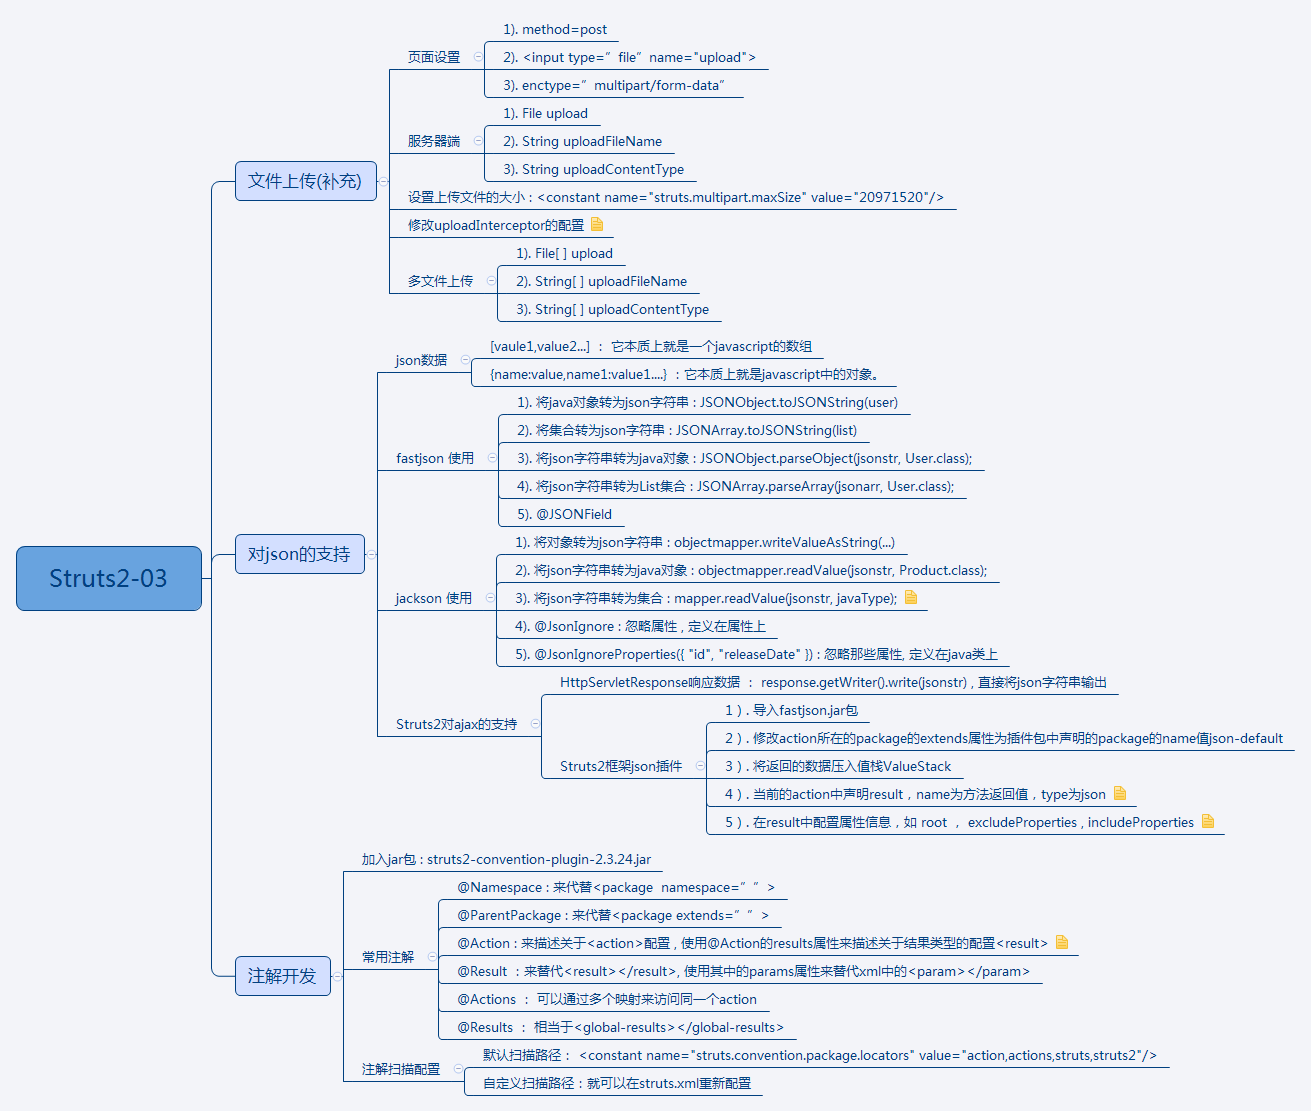 Struts2-03
文件上传(补充)
页面设置
1). method=post
2). <input type=”file” name="upload">
3). enctype=”multipart/form-data”
服务器端
1). File upload
2). String uploadFileName
3). String uploadContentType
设置上传文件的大小 : <constant name="struts.multipart.maxSize" value="20971520"/>
修改uploadInterceptor的配置
多文件上传
1). File[ ] upload
2). String[ ] uploadFileName
3). String[ ] uploadContentType
对json的支持
json数据
[vaule1,value2...] ： 它本质上就是一个javascript的数组
{name:value,name1:value1....} ：它本质上就是javascript中的对象。
fastjson 使用
1). 将java对象转为json字符串 : JSONObject.toJSONString(user)
2). 将集合转为json字符串 : JSONArray.toJSONString(list)
3). 将json字符串转为java对象 : JSONObject.parseObject(jsonstr, User.class);
4). 将json字符串转为List集合 : JSONArray.parseArray(jsonarr, User.class);
5). @JSONField
jackson 使用
1). 将对象转为json字符串 : objectmapper.writeValueAsString(...)
2). 将json字符串转为java对象 : objectmapper.readValue(jsonstr, Product.class);
3). 将json字符串转为集合 : mapper.readValue(jsonstr, javaType);
4). @JsonIgnore : 忽略属性 , 定义在属性上
5). @JsonIgnoreProperties({ "id", "releaseDate" }) : 忽略那些属性, 定义在java类上
Struts2对ajax的支持
HttpServletResponse响应数据 ： response.getWriter().write(jsonstr) , 直接将json字符串输出
Struts2框架json插件
1 ) . 导入fastjson.jar包
2 ) . 修改action所在的package的extends属性为插件包中声明的package的name值json-default
3 ) . 将返回的数据压入值栈ValueStack
4 ) . 当前的action中声明result，name为方法返回值，type为json
5 ) . 在result中配置属性信息，如 root ， excludeProperties , includeProperties
注解开发
加入jar包 : struts2-convention-plugin-2.3.24.jar
常用注解
@Namespace : 来代替<package  namespace=” ” >
@ParentPackage : 来代替<package extends=” ” >
@Action : 来描述关于<action>配置 , 使用@Action的results属性来描述关于结果类型的配置<result>
@Result ：来替代<result></result>, 使用其中的params属性来替代xml中的<param></param>
@Actions ： 可以通过多个映射来访问同一个action
@Results ： 相当于<global-results></global-results>
注解扫描配置
默认扫描路径： <constant name="struts.convention.package.locators" value="action,actions,struts,struts2"/>
自定义扫描路径：就可以在struts.xml重新配置